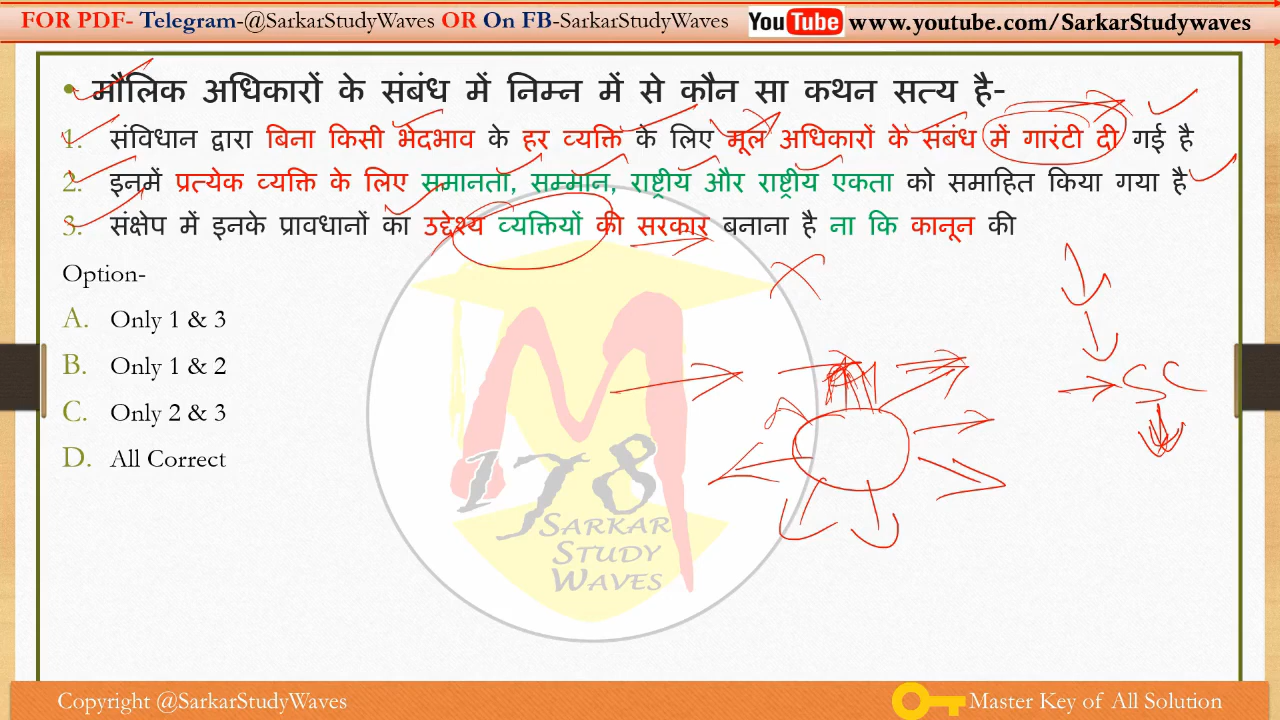 FOR PDF- Telegram-@SarkarStudyWaves OR On FB-SarkarStudyWaves YouTube www.youtube.com/SarkarStudywaves
• मौलिक अधिकारों के संबंध में निम्न में से कौन सा कथन सत्य है-
1. संविधान द्वारा बिना किसी भेदभाव के हर व्यक्ति के लिए मूल अधिकारों के संबंध में गारंटी दी गई है
2. इनमें प्रत्येक व्यक्ति के लिए समानता, सम्मान, राष्ट्रीय और राष्ट्रीय एकता को समाहित किया गया है
3. संक्षेप में इनके प्रावधानों का उद्देश्य व्यक्तियों की सरकार बनाना है ना कि कानून की
Option-
A. Only 1 & 3
B. Only 1 & 2
C. Only 2 & 3
D. All Correct
SC
178
SARKAR
STUDY
WAVES
Copyright @SarkarStudyWaves
Master Key of All Solution